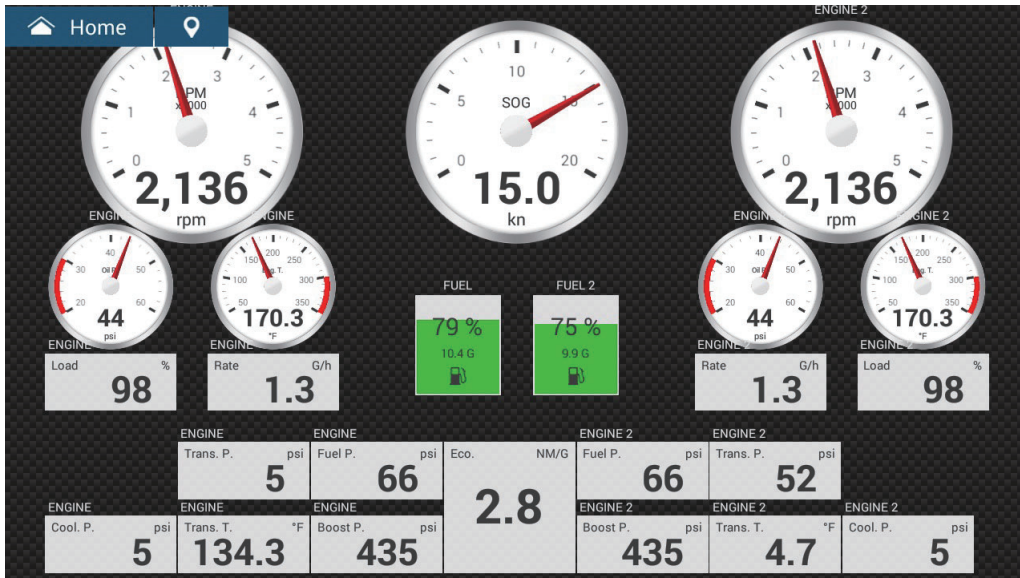 Home
ENGINE 2
2 3
1 4
0 5
RPM
x1000
2,136
rpm
10
5 15
0 20
SOG
15.0
kn
2 3
1 4
0 5
RPM
x1000
2,136
rpm
ENGINE
40
30 50
20 60
44
psi
ENGINE
150 200 250
100 300
50 350
170.3
°F
FUEL
79 %
10.4 G
FUEL 2
75 %
9.9 G
40
30 50
20 60
44
psi
ENGINE 2
150 200 250
100 300
50 350
170.3
°F
ENGINE
Load %
98
ENGINE
Rate G/h
1.3
ENGINE 2
Rate G/h
1.3
ENGINE 2
Load %
98
ENGINE
Trans. P. psi
5
ENGINE
Fuel P. psi
66
Eco. NM/G
2.8
ENGINE 2
Fuel P. psi
66
ENGINE 2
Trans. P. psi
52
ENGINE
Cool. P. psi
5
ENGINE
Trans. T. °F
134.3
ENGINE
Boost P. psi
435
ENGINE 2
Boost P. psi
435
ENGINE 2
Trans. T. °F
4.7
ENGINE 2
Cool. P. psi
5